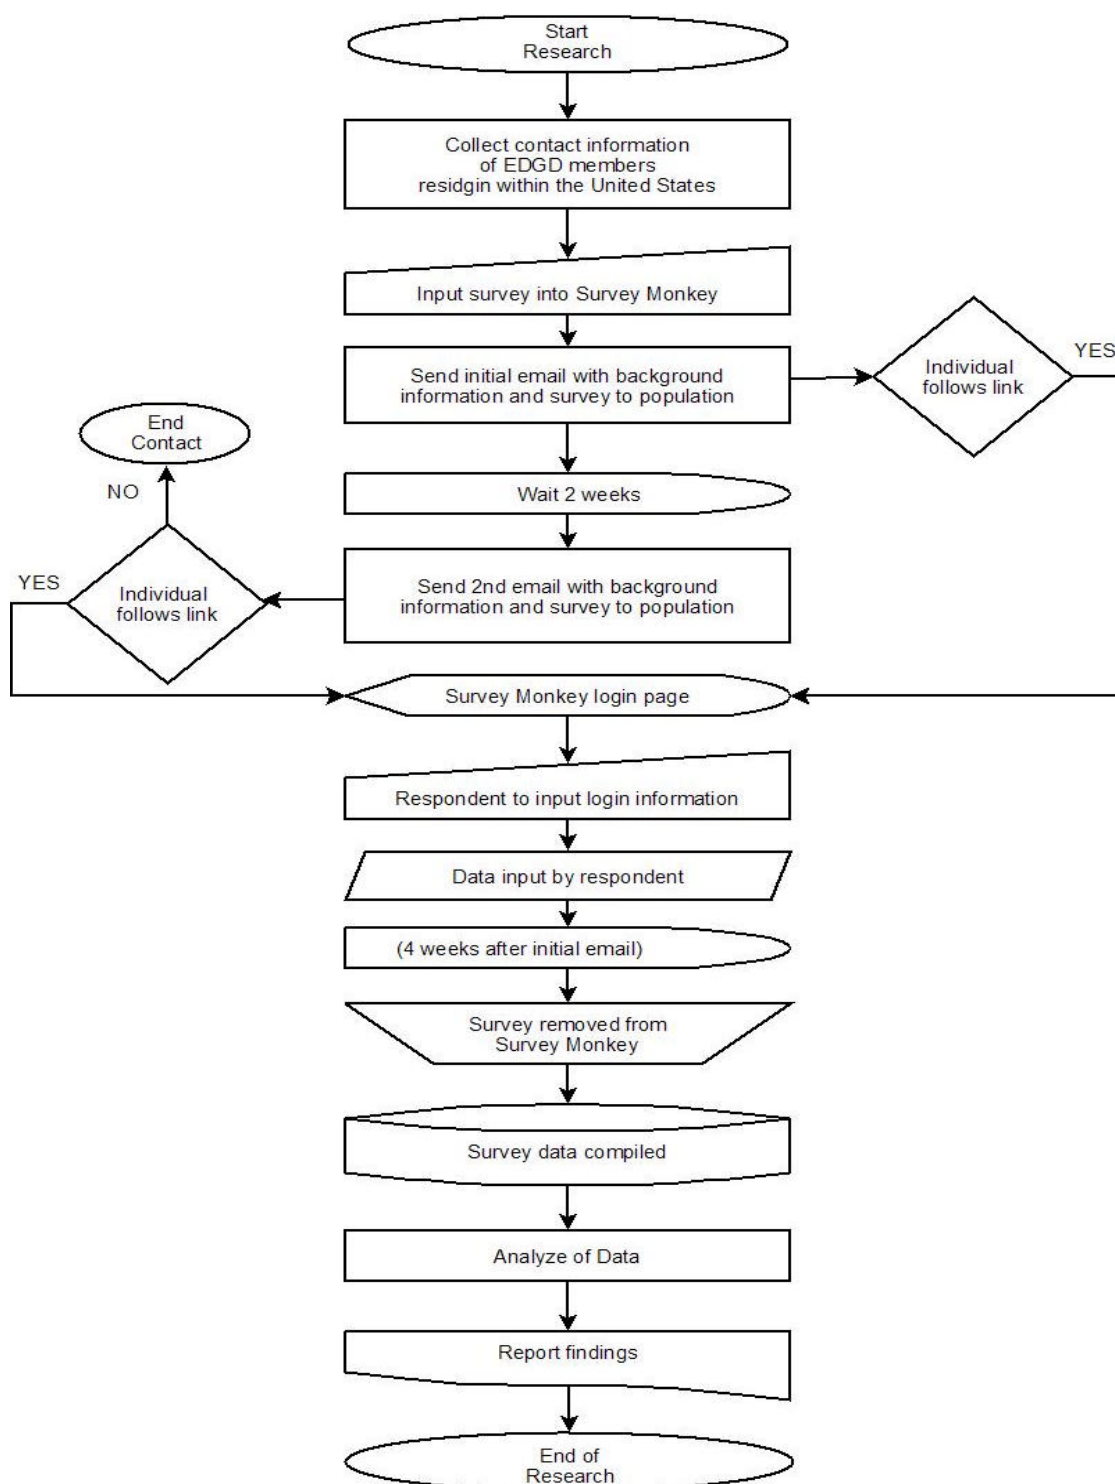 Start
Research
Collect contact information
of EDGD members
residgin within the United States
Input survey into Survey Monkey
Send initial email with background
information and survey to population
Individual
follows link
YES
End
Contact
NO
Wait 2 weeks
Send 2nd email with background
information and survey to population
Individual
follows link
YES
Survey Monkey login page
Respondent to input login information
Data input by respondent
(4 weeks after initial email)
Survey removed from
Survey Monkey
Survey data compiled
Analyze of Data
Report findings
End of
Research